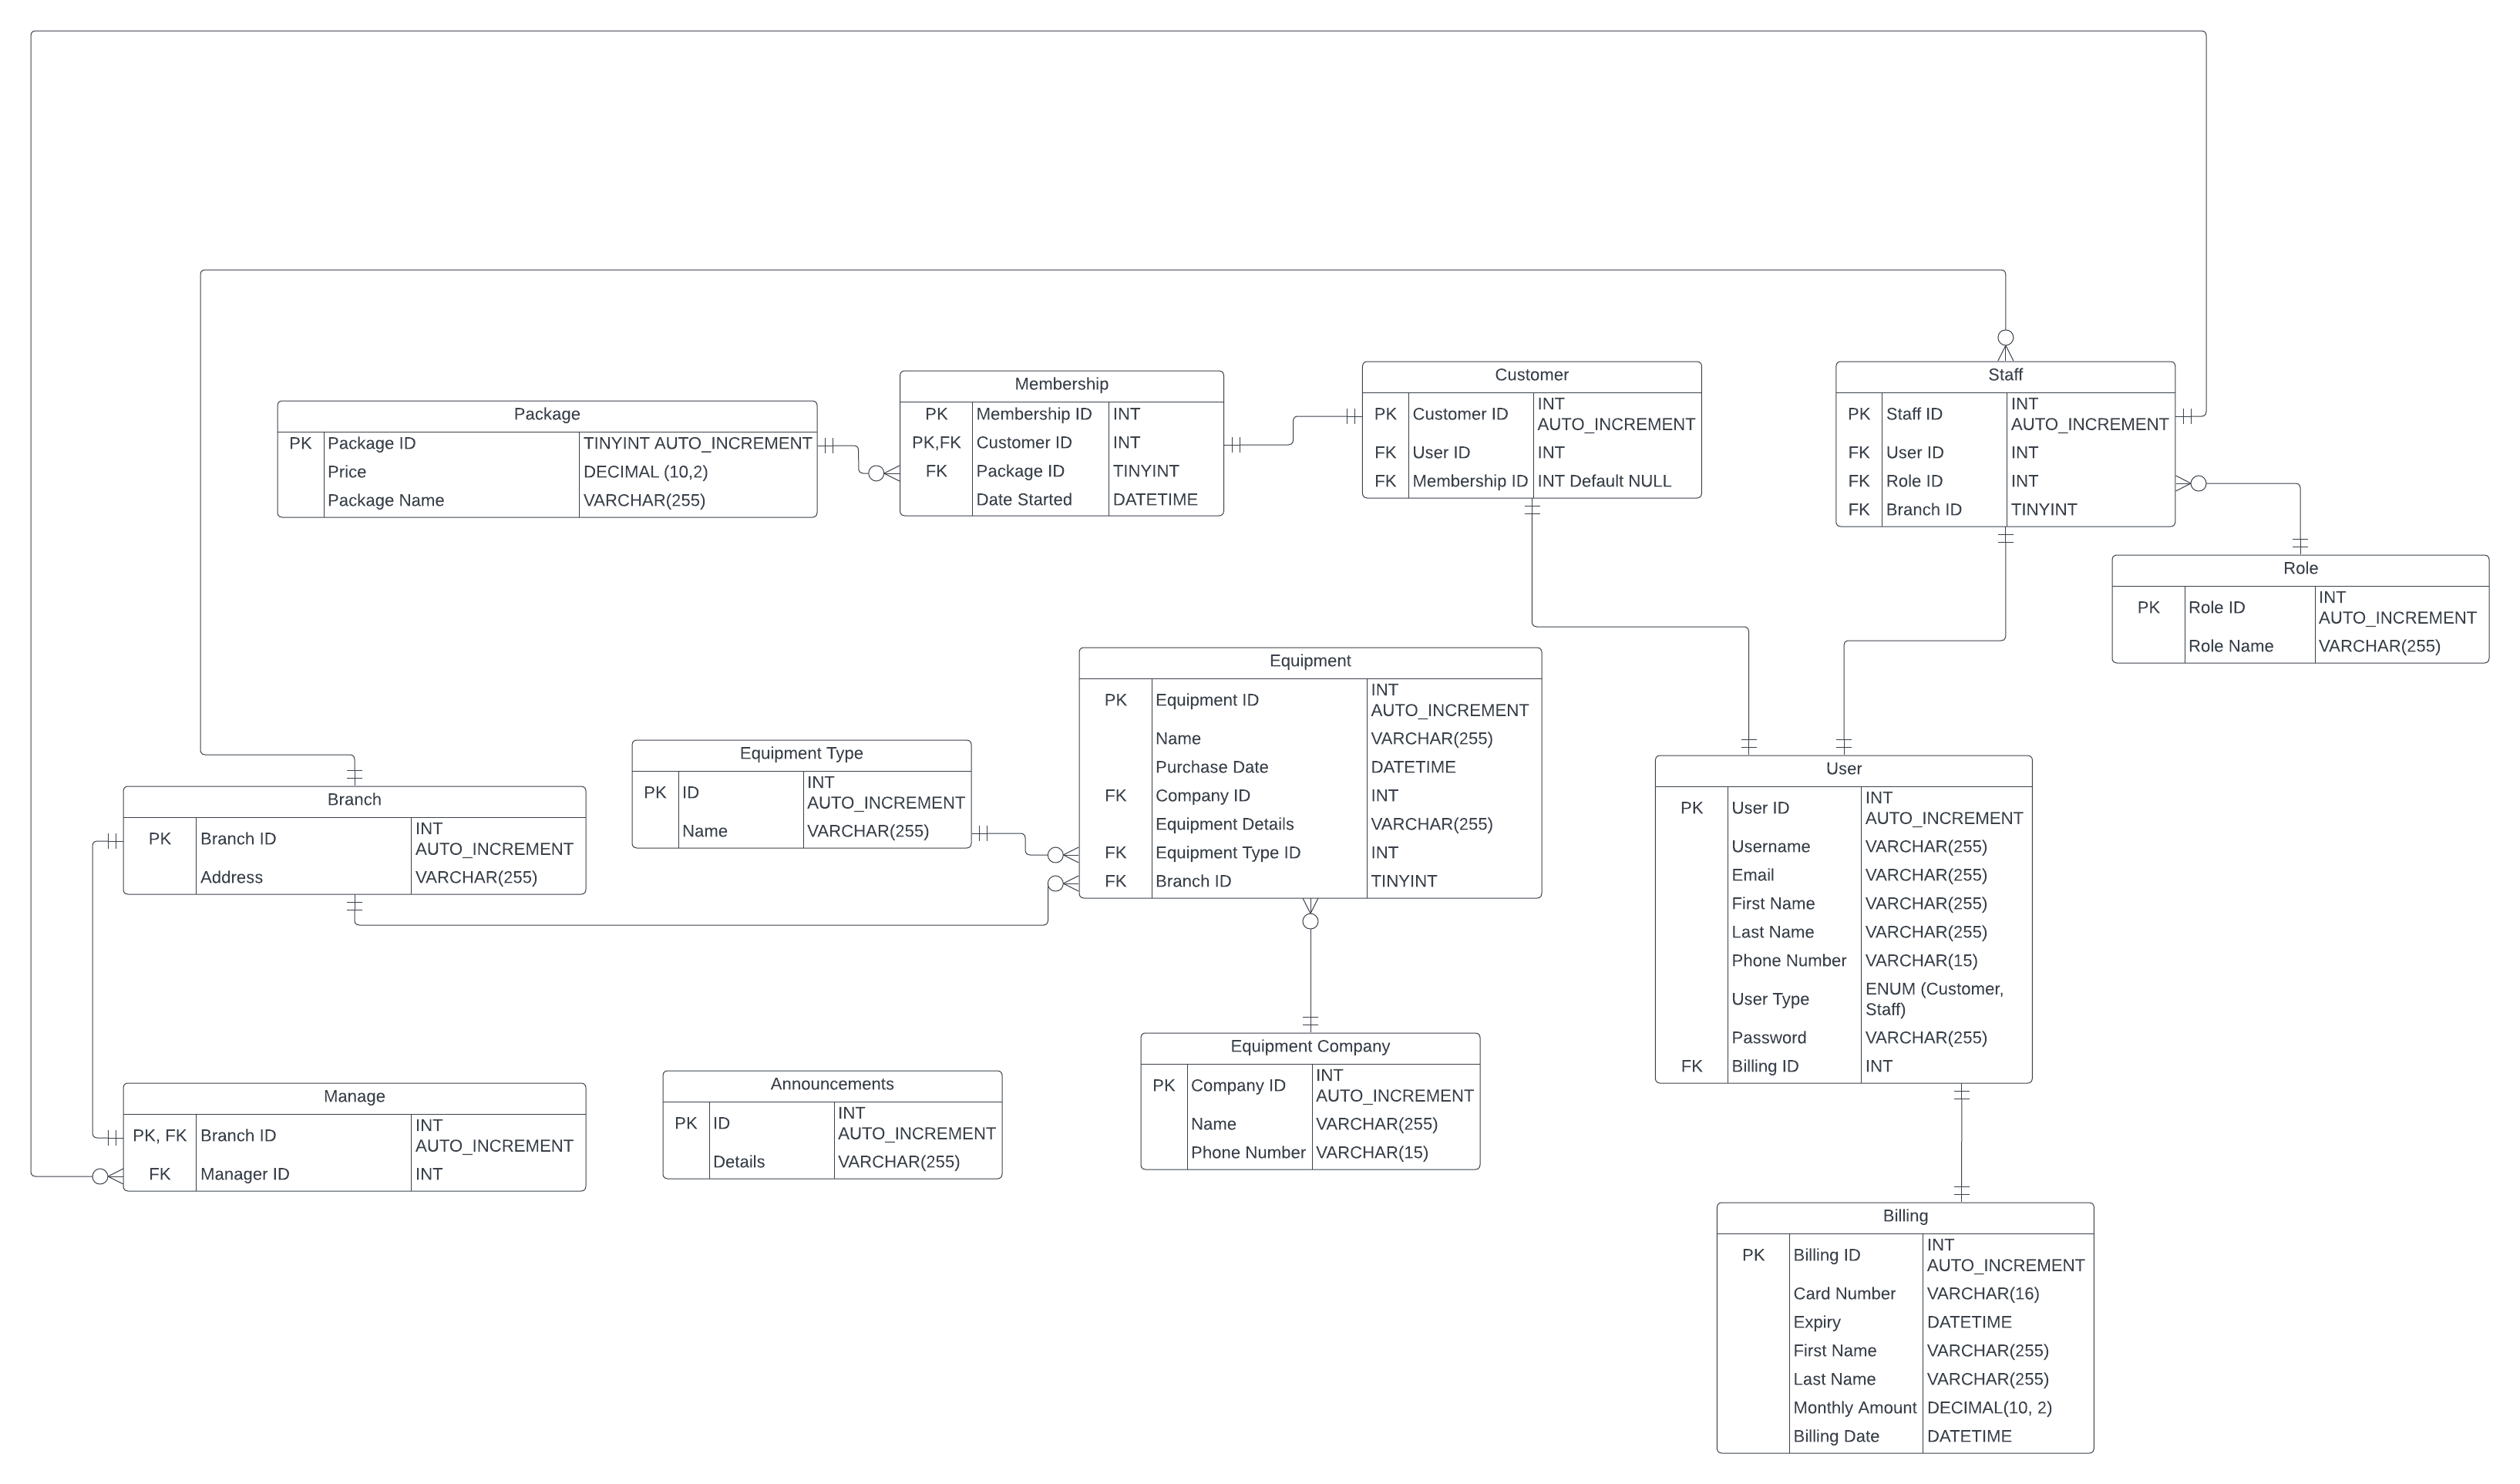 Package
PK Package ID TINYINT AUTO_INCREMENT
Price DECIMAL (10,2)
Package Name VARCHAR(255)
Membership
PK Membership ID INT
PK,FK Customer ID INT
FK Package ID TINYINT
Date Started DATETIME
Customer
PK Customer ID INT
AUTO_INCREMENT
FK User ID INT
FK Membership ID INT Default NULL
Staff
PK Staff ID INT
AUTO_INCREMENT
FK User ID INT
FK Role ID INT
FK Branch ID TINYINT
Role
PK Role ID INT
AUTO_INCREMENT
Role Name VARCHAR(255)
Branch
PK Branch ID INT
AUTO_INCREMENT
Address VARCHAR(255)
Equipment Type
PK ID INT
AUTO_INCREMENT
Name VARCHAR(255)
Equipment
PK Equipment ID INT
AUTO_INCREMENT
Name VARCHAR(255)
Purchase Date DATETIME
FK Company ID INT
Equipment Details VARCHAR(255)
FK Equipment Type ID INT
FK Branch ID TINYINT
User
PK User ID INT
AUTO_INCREMENT
Username VARCHAR(255)
Email VARCHAR(255)
First Name VARCHAR(255)
Last Name VARCHAR(255)
Phone Number VARCHAR(15)
User Type ENUM (Customer,
Staff)
Password VARCHAR(255)
FK Billing ID INT
Manage
PK, FK Branch ID INT
AUTO_INCREMENT
FK Manager ID INT
Announcements
PK ID INT
AUTO_INCREMENT
Details VARCHAR(255)
Equipment Company
PK Company ID INT
AUTO_INCREMENT
Name VARCHAR(255)
Phone Number VARCHAR(15)
Billing
PK Billing ID INT
AUTO_INCREMENT
Card Number VARCHAR(16)
Expiry DATETIME
First Name VARCHAR(255)
Last Name VARCHAR(255)
Monthly Amount DECIMAL(10, 2)
Billing Date DATETIME